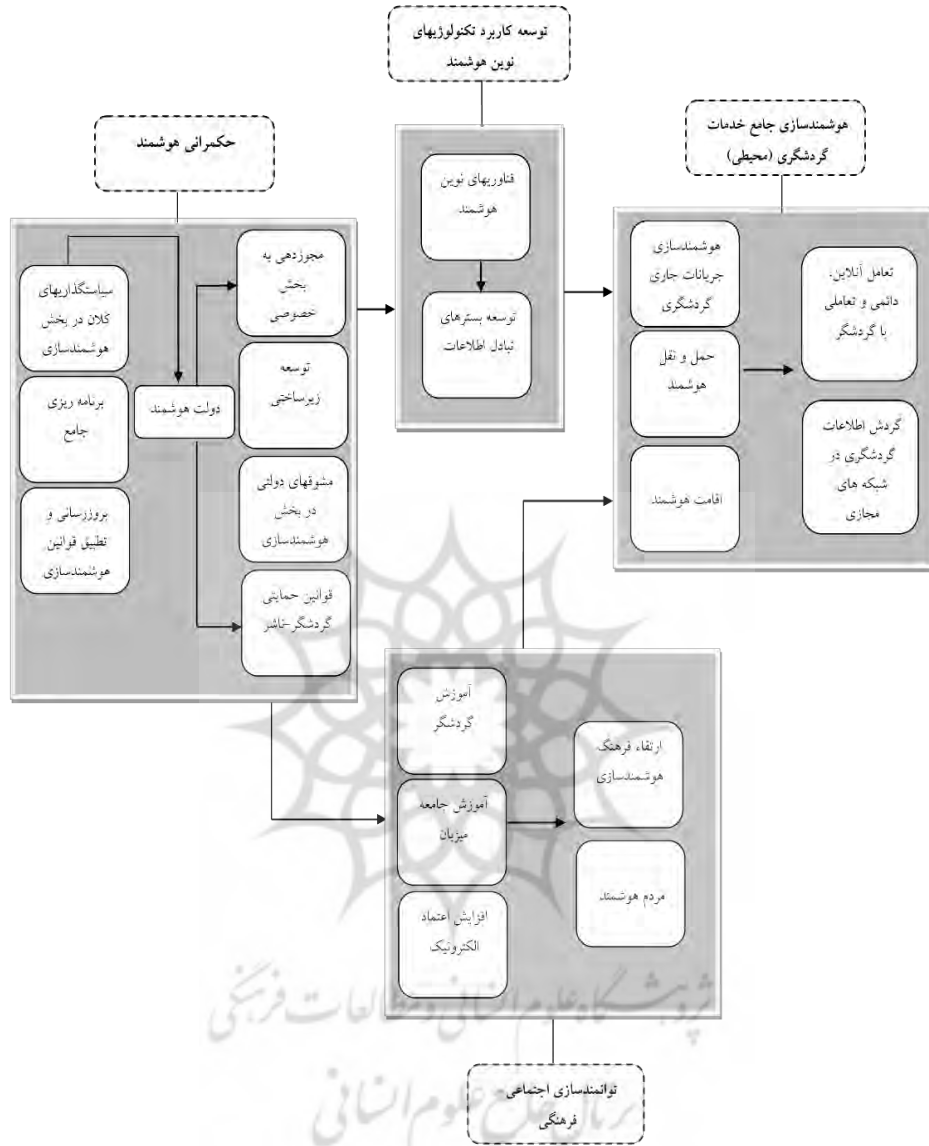 توسعه کاربرد تکنولوژیهای
نوین هوشمند
هوشمندسازی جامع خدمات
گردشگری (محیطی)
حکمرانی هوشمند
فناوریهای نوین
هوشمند
توسعه بسترهای
تبادل اطلاعات
هوشمندسازی
جریانات جاری
گردشگری
حمل و نقل
هوشمند
اقامت هوشمند
تعامل آنلاین،
دائمی و تعاملی
با گردشگر
گردش اطلاعات
گردشگری در
شبکه های
مجازی
سیاستگذاریهای
کلان در بخش
هوشمندسازی
برنامه ریزی
جامع
بروزرسانی و
تطبیق قوانین
هوشمندسازی
دولت هوشمند
مجوزدهی به
بخش
خصوصی
توسعه
زیرساختی
مشوقهای دولتی
در بخش
هوشمندسازی
قوانین حمایتی
گردشگر-ناشر
آموزش
گردشگر
آموزش جامعه
میزبان
افزایش اعتماد
الکترونیک
ارتقاء فرهنگ
هوشمندسازی
مردم هوشمند
پژوهشگاه علوم انسانی و مطالعات فرهنگی
پرتال جامع علوم انسانی
توانمندسازی اجتماعی-
فرهنگی